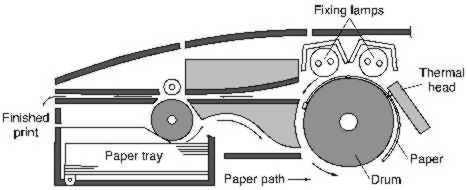 Fixing lamps
Thermal
head
Finished
print
Paper tray
Paper
Paper path
Drum